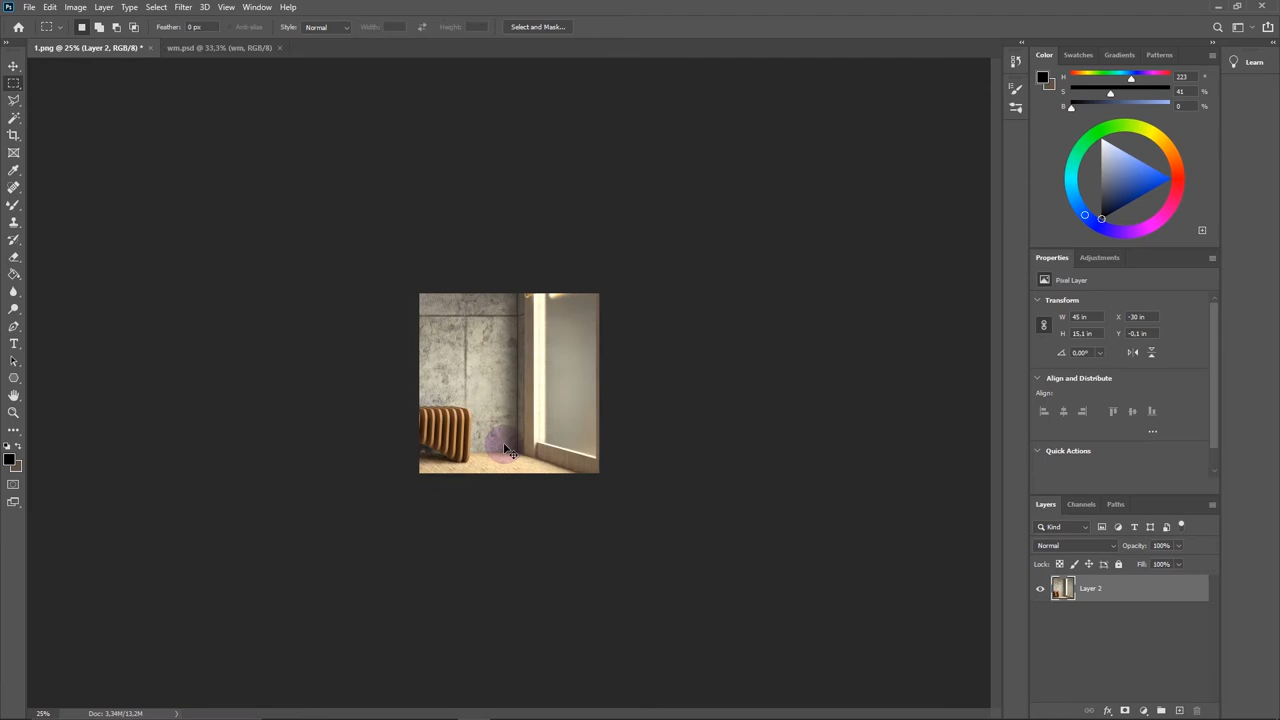 Ps File Edit Image Layer Type Select Filter 3D View Window Help
Feather: 0 px Anti-alias Style: Normal Width: Height: Select and Mask...
1.png @ 25% (Layer 2, RGB/8) * × wm.psd @ 33,3% (wm, RGB/8) ×
Color Swatches Gradients Patterns
Learn
H 223 °
S 41 %
B 0 %
Properties Adjustments
Pixel Layer
Transform
W 45 in X -30 in
H 15,1 in Y -0,1 in
0,00°
Align and Distribute
Align:
...
Quick Actions
Layers Channels Paths
Kind
Normal Opacity: 100%
Lock: Fill: 100%
Layer 2
fx
25% Doc: 3,34M/13,2M